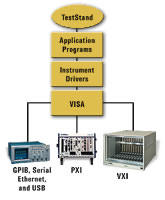 TestStand
Application
Programs
Instrument
Drivers
VISA
GPIB, Serial
Ethernet,
and USB
PXI
VXI